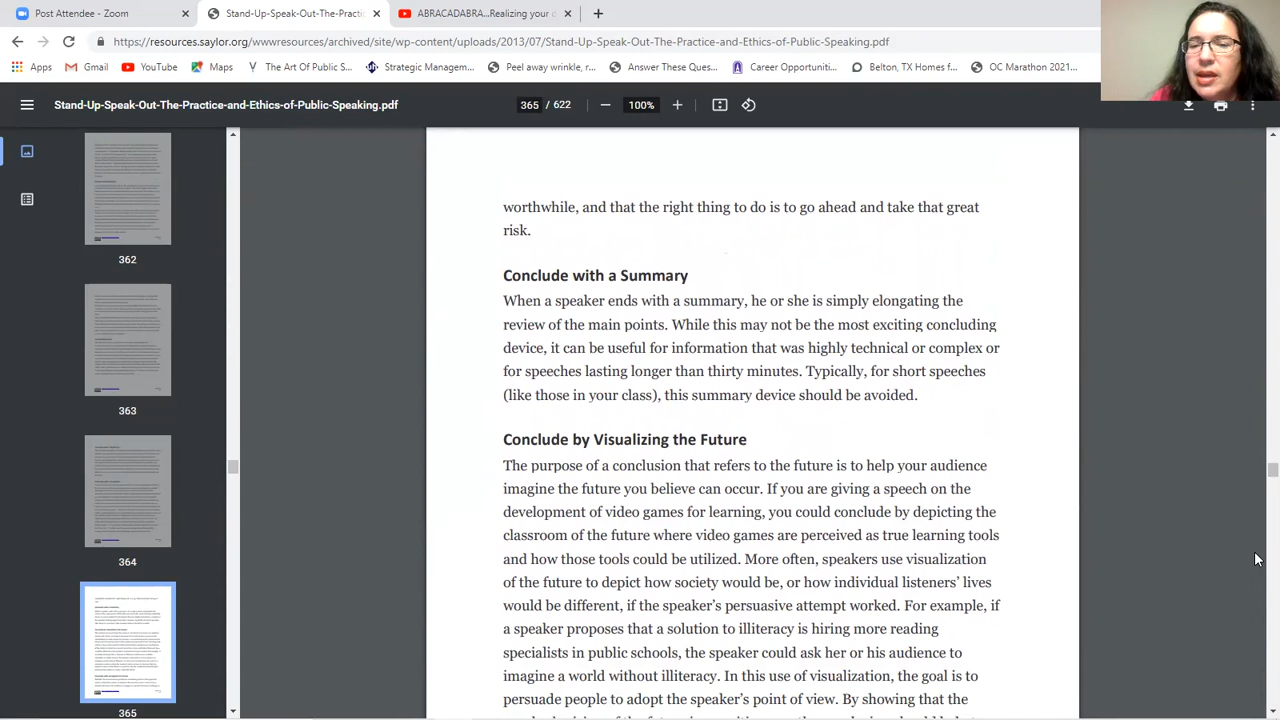 Post Attendee - Zoom
Stand-Up-Speak-Out-The-Practic
ABRACADABRA...Reaching your d
https://resources.saylor.org/wwwresources/archived/site/wp-content/uploads/
07/Stand-Up-Speak-Out-The-Practice-and-Ethics-of-Public-Speaking.pdf
Apps
Gmail
YouTube
Maps
The Art Of Public S...
Strategic Managem...
wrinkle, r...
Answer These Ques...
Career Opportuniti...
Belton, TX Homes f...
OC Marathon 2021...
Stand-Up-Speak-Out-The-Practice-and-Ethics-of-Public-Speaking.pdf
365 / 622
100%
362
363
364
365
worthwhile, and that the right thing to do is to go ahead and take that great
risk.
Conclude with a Summary
When a speaker ends with a summary, he or she is simply elongating the
review of the main points. While this may not be the most exciting concluding
device, it can be useful for information that was highly technical or complex or
for speeches lasting longer than thirty minutes. Typically, for short speeches
(like those in your class), this summary device should be avoided.
Conclude by Visualizing the Future
The purpose of a conclusion that refers to the future is to help your audience
imagine the future you believe can occur. If you are giving a speech on the
development of video games for learning, you could conclude by depicting the
classroom of the future where video games are perceived as true learning tools
and how those tools could be utilized. More often, speakers use visualization
of the future to depict how society would be, or how individual listeners' lives
would be different, if the speaker's persuasive attempt worked. For example, if
a speaker proposes that a solution to illiteracy is hiring more reading
specialists in public schools, the speaker could ask her or his audience to
imagine a world without illiteracy. In this use of visualization, the goal is to
persuade people to adopt the speaker's point of view. By showing that the